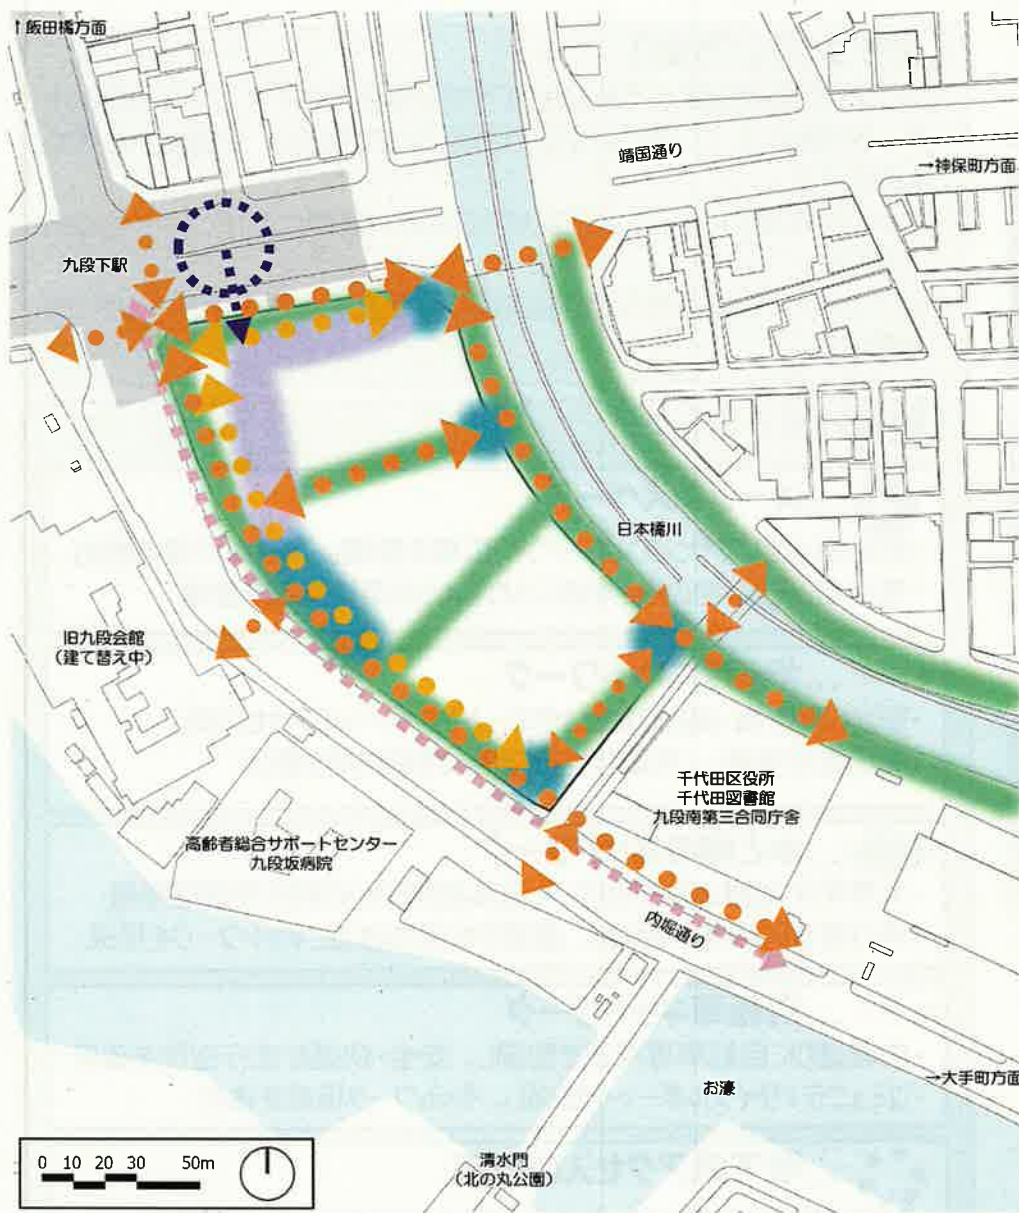 ↑飯田橋方面
靖国通り
→神保町方面
九段下駅
日本橋川
旧九段会館
(建て替え中)
千代田区役所
千代田図書館
九段南第三合同庁舎
高齢者総合サポートセンター
九段坂病院
内堀通り
→大手町方面
お濠
清水門
(北の丸公園)
0 10 20 30 50m